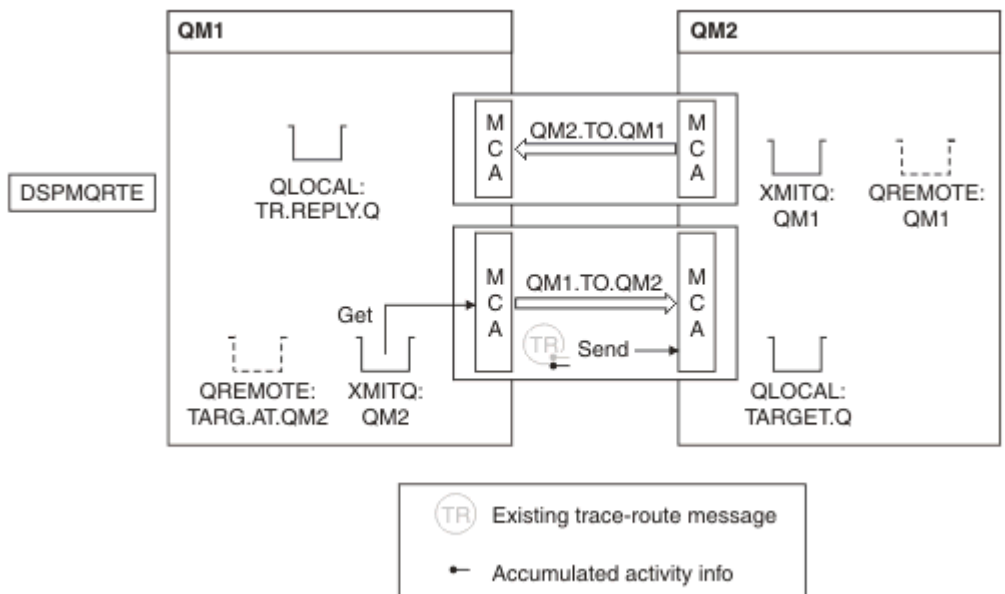 QM1
QM2
M
C
A
QM2.TO.QM1
M
C
A
DSPMQRTE
QLOCAL:
TR.REPLY.Q
XMITQ:
QM1
QREMOTE:
QM1
M
C
A
QM1.TO.QM2
M
C
A
Get
TR
Send
QREMOTE:
TARG.AT.QM2
XMITQ:
QM2
QLOCAL:
TARGET.Q
TR
Existing trace-route message
Accumulated activity info